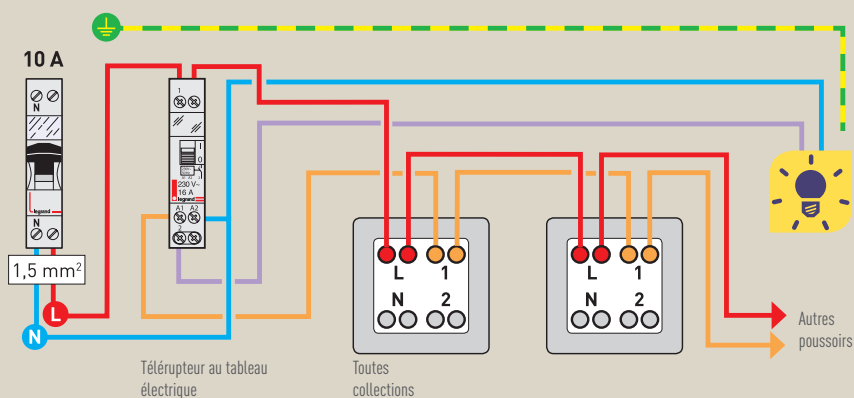 10 A
N
legrand
N
1,5 mm²
L
N
1
I
0
230 V~
16 A
legrand
A1 A2
2
Télérupteur au tableau
électrique
L 1
N 2
Toutes
collections
L 1
N 2
Autres
poussoirs